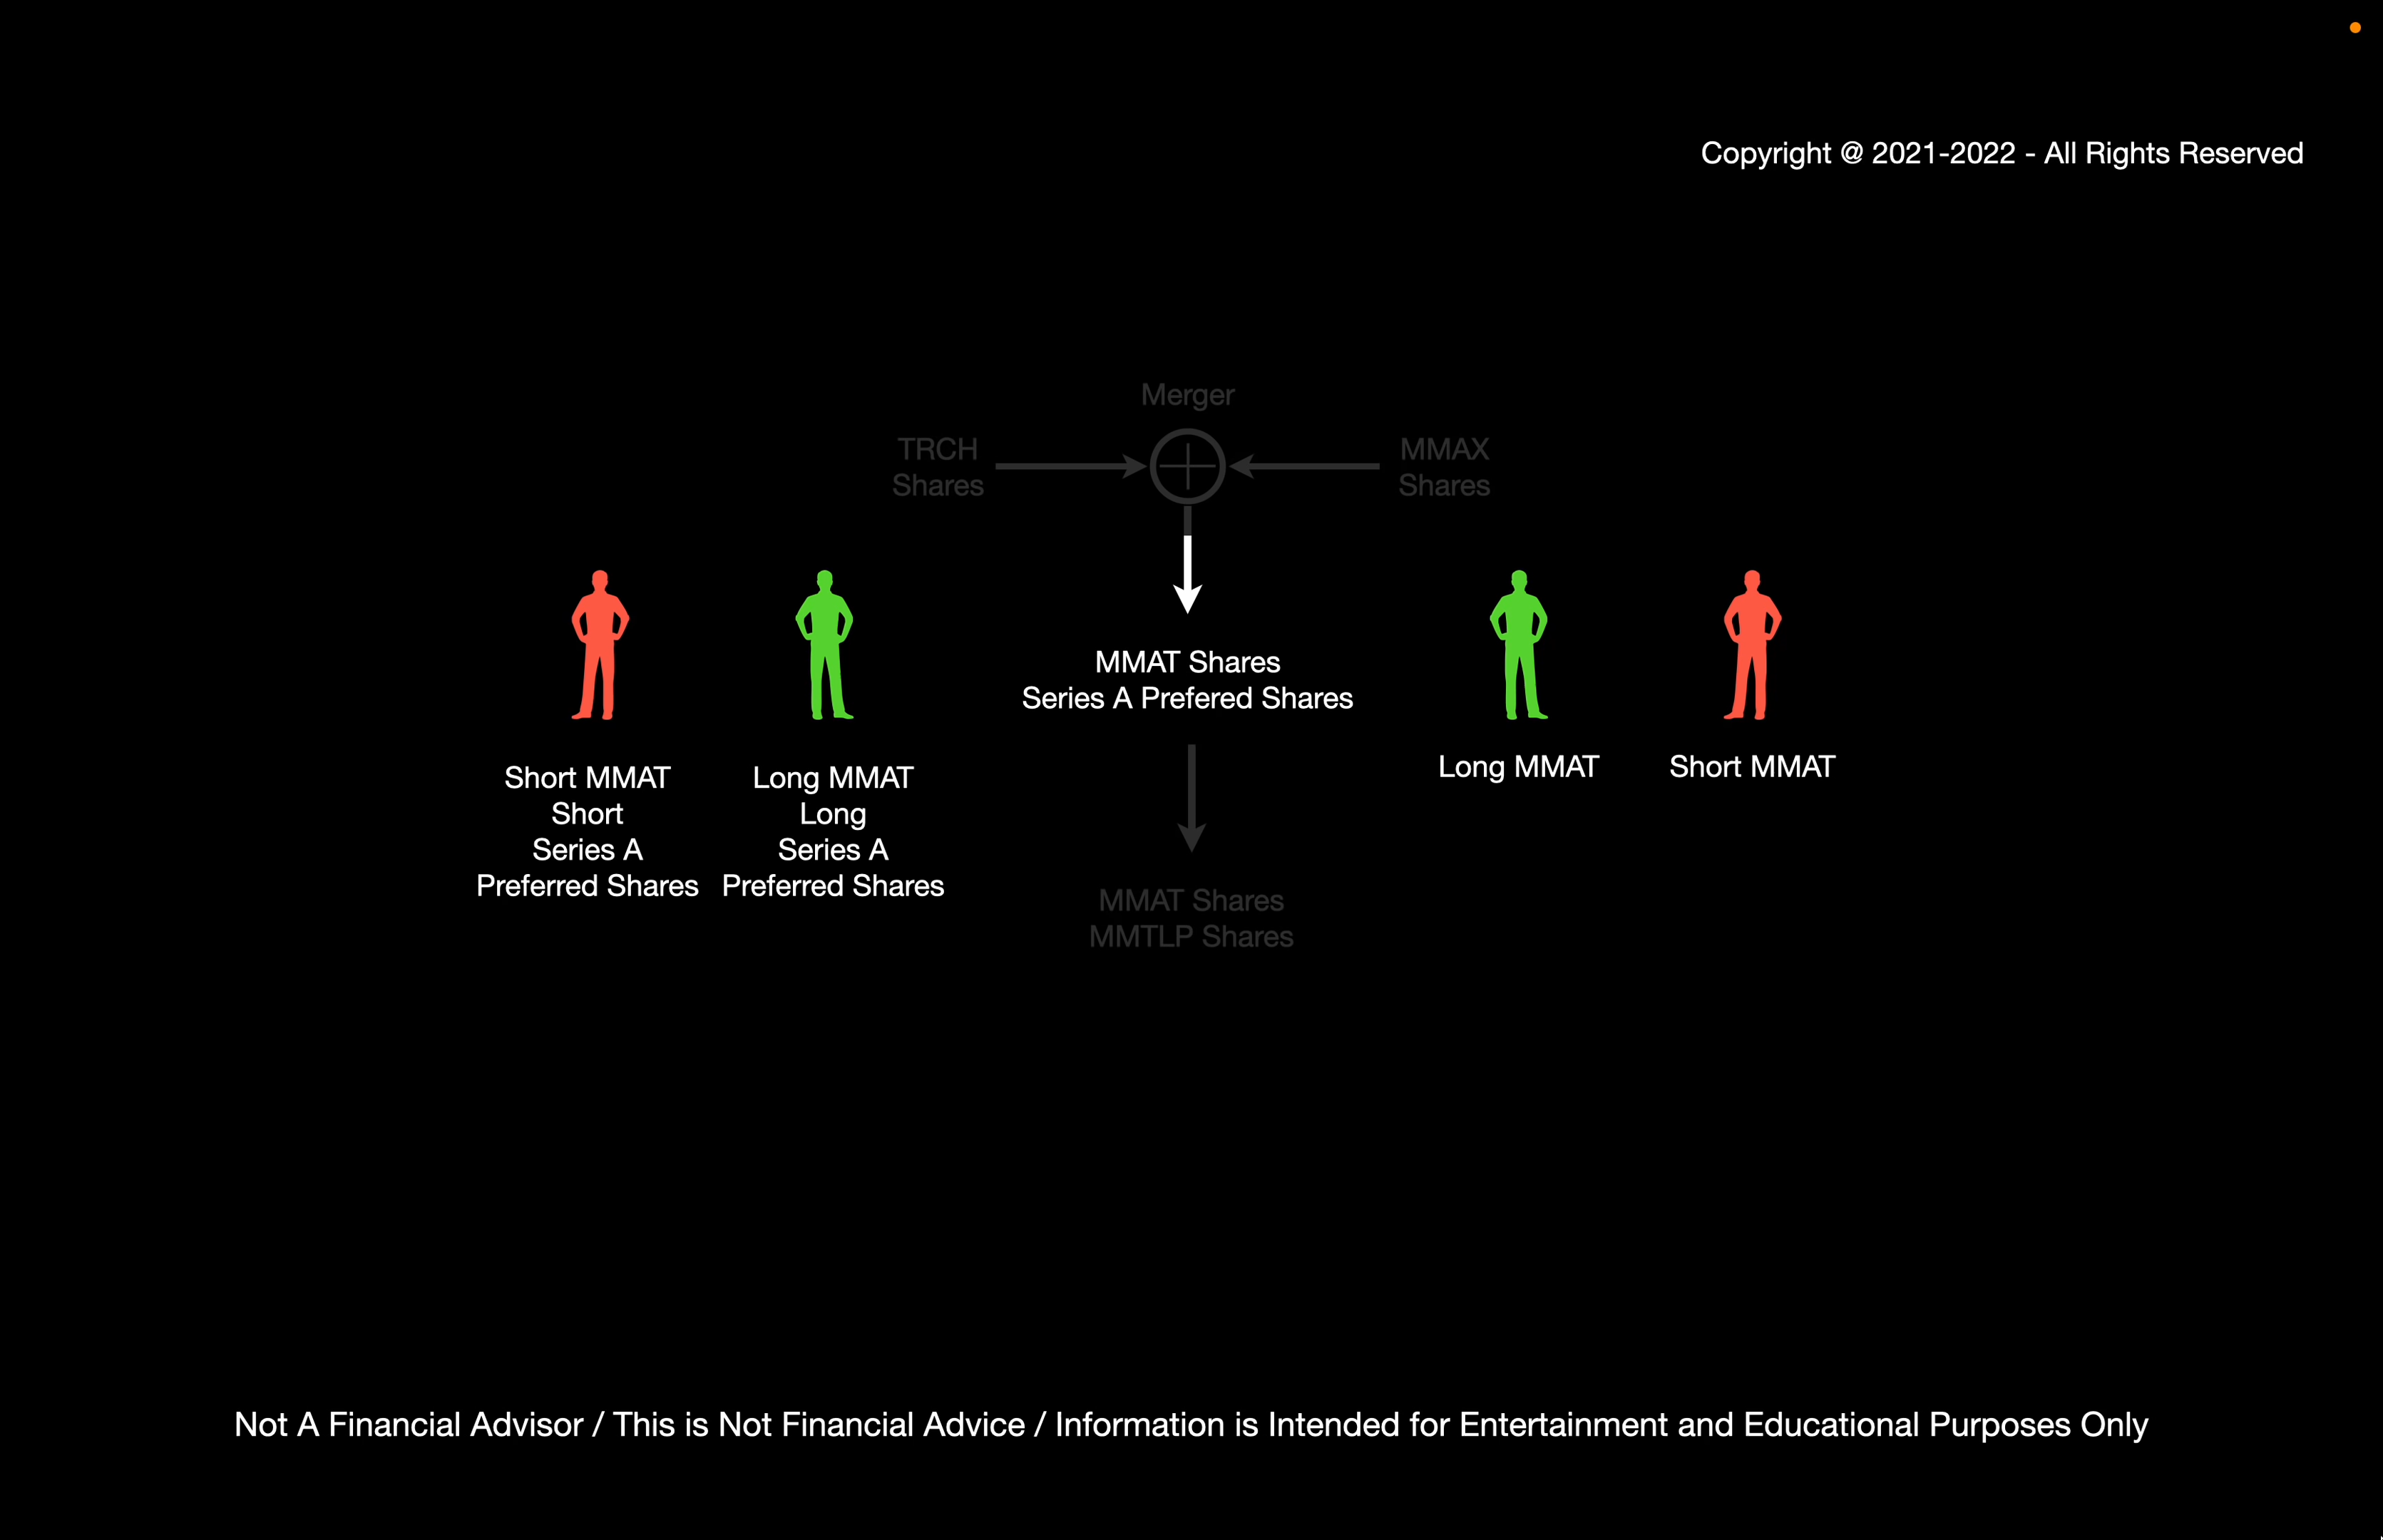 Copyright @ 2021-2022 - All Rights Reserved
Merger
TRCH
Shares
MMAX
Shares
MMAT Shares
Series A Prefered Shares
Short MMAT
Short
Series A
Preferred Shares
Long MMAT
Long
Series A
Preferred Shares
Long MMAT
Short MMAT
MMAT Shares
MMTLP Shares
Not A Financial Advisor / This is Not Financial Advice / Information is Intended for Entertainment and Educational Purposes Only